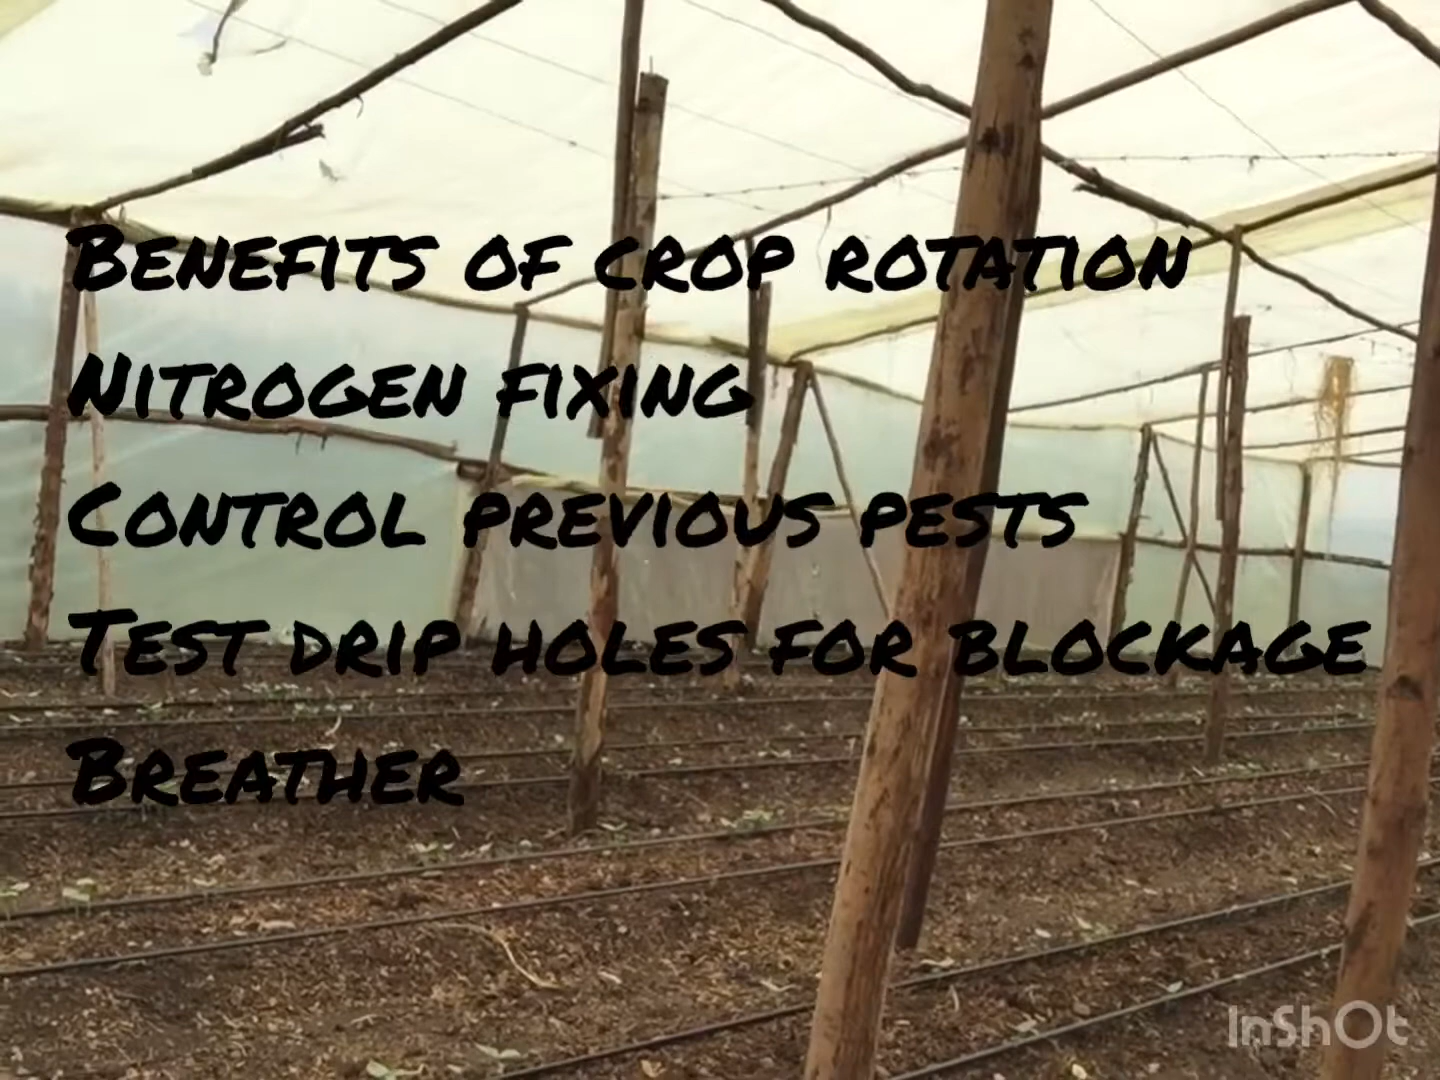 Benefits of crop rotation
Nitrogen fixing
Control previous pests
Test drip holes for blockage
Breather
InShOt